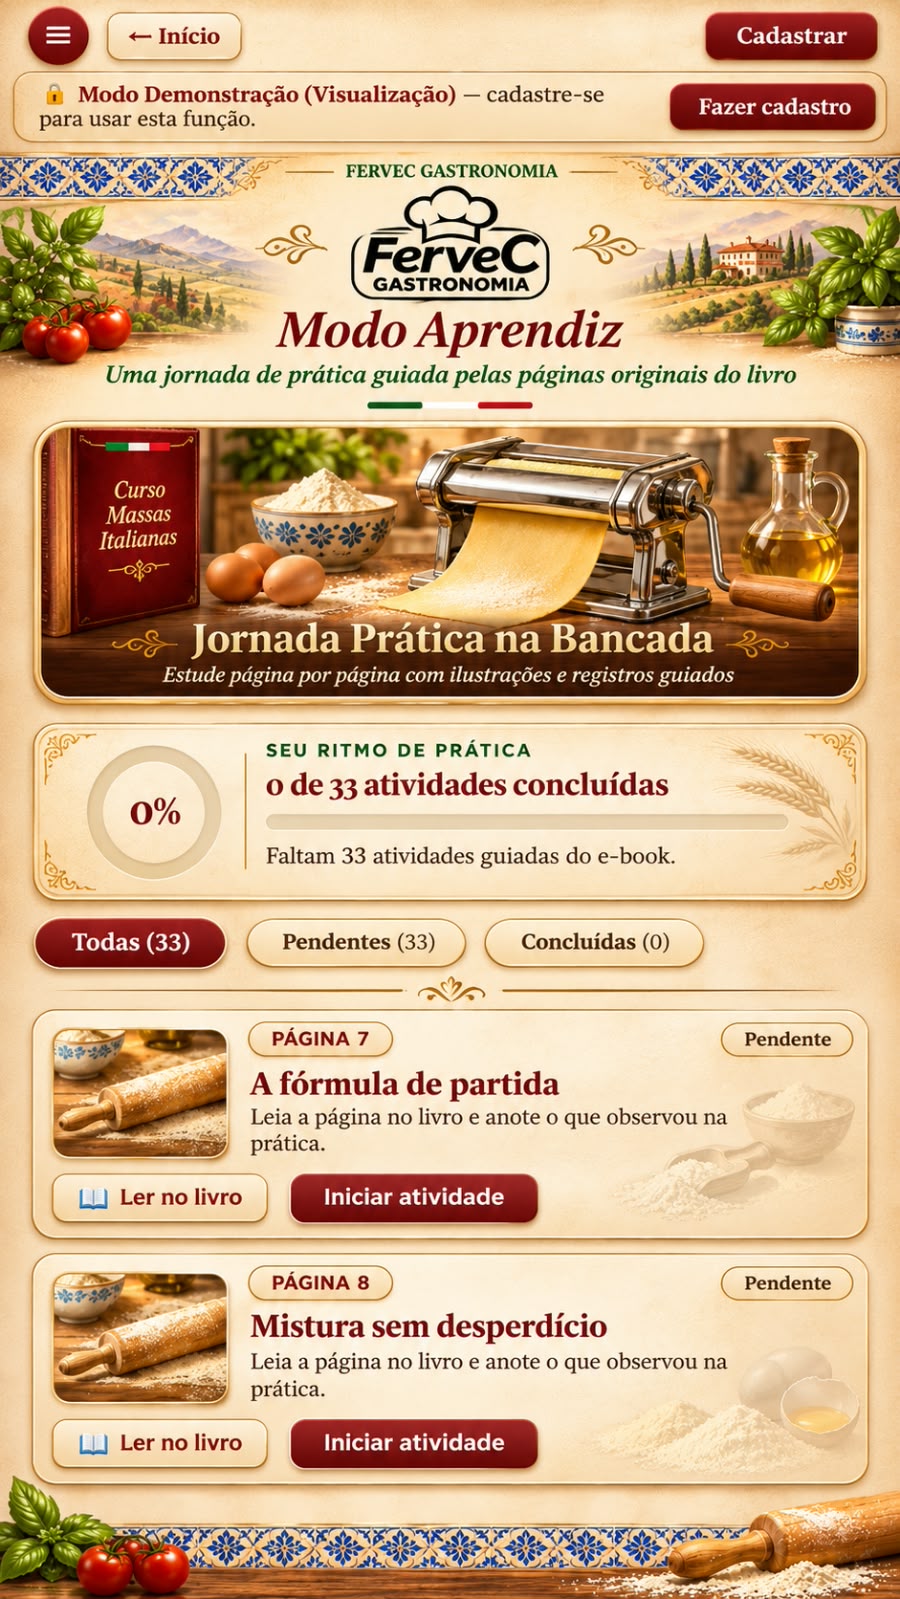 ← Início
Cadastrar
🔒 Modo Demonstração (Visualização) — cadastre-se
para usar esta função.
Fazer cadastro
FERVEC GASTRONOMIA
FerveC
GASTRONOMIA
Modo Aprendiz
Uma jornada de prática guiada pelas páginas originais do livro
Curso
Massas
Italianas
Jornada Prática na Bancada
Estude página por página com ilustrações e registros guiados
0%
SEU RITMO DE PRÁTICA
0 de 33 atividades concluídas
Faltam 33 atividades guiadas do e-book.
Todas (33)
Pendentes (33)
Concluídas (0)
PÁGINA 7
Pendente
A fórmula de partida
Leia a página no livro e anote o que observou na
prática.
📖 Ler no livro
Iniciar atividade
PÁGINA 8
Pendente
Mistura sem desperdício
Leia a página no livro e anote o que observou na
prática.
📖 Ler no livro
Iniciar atividade